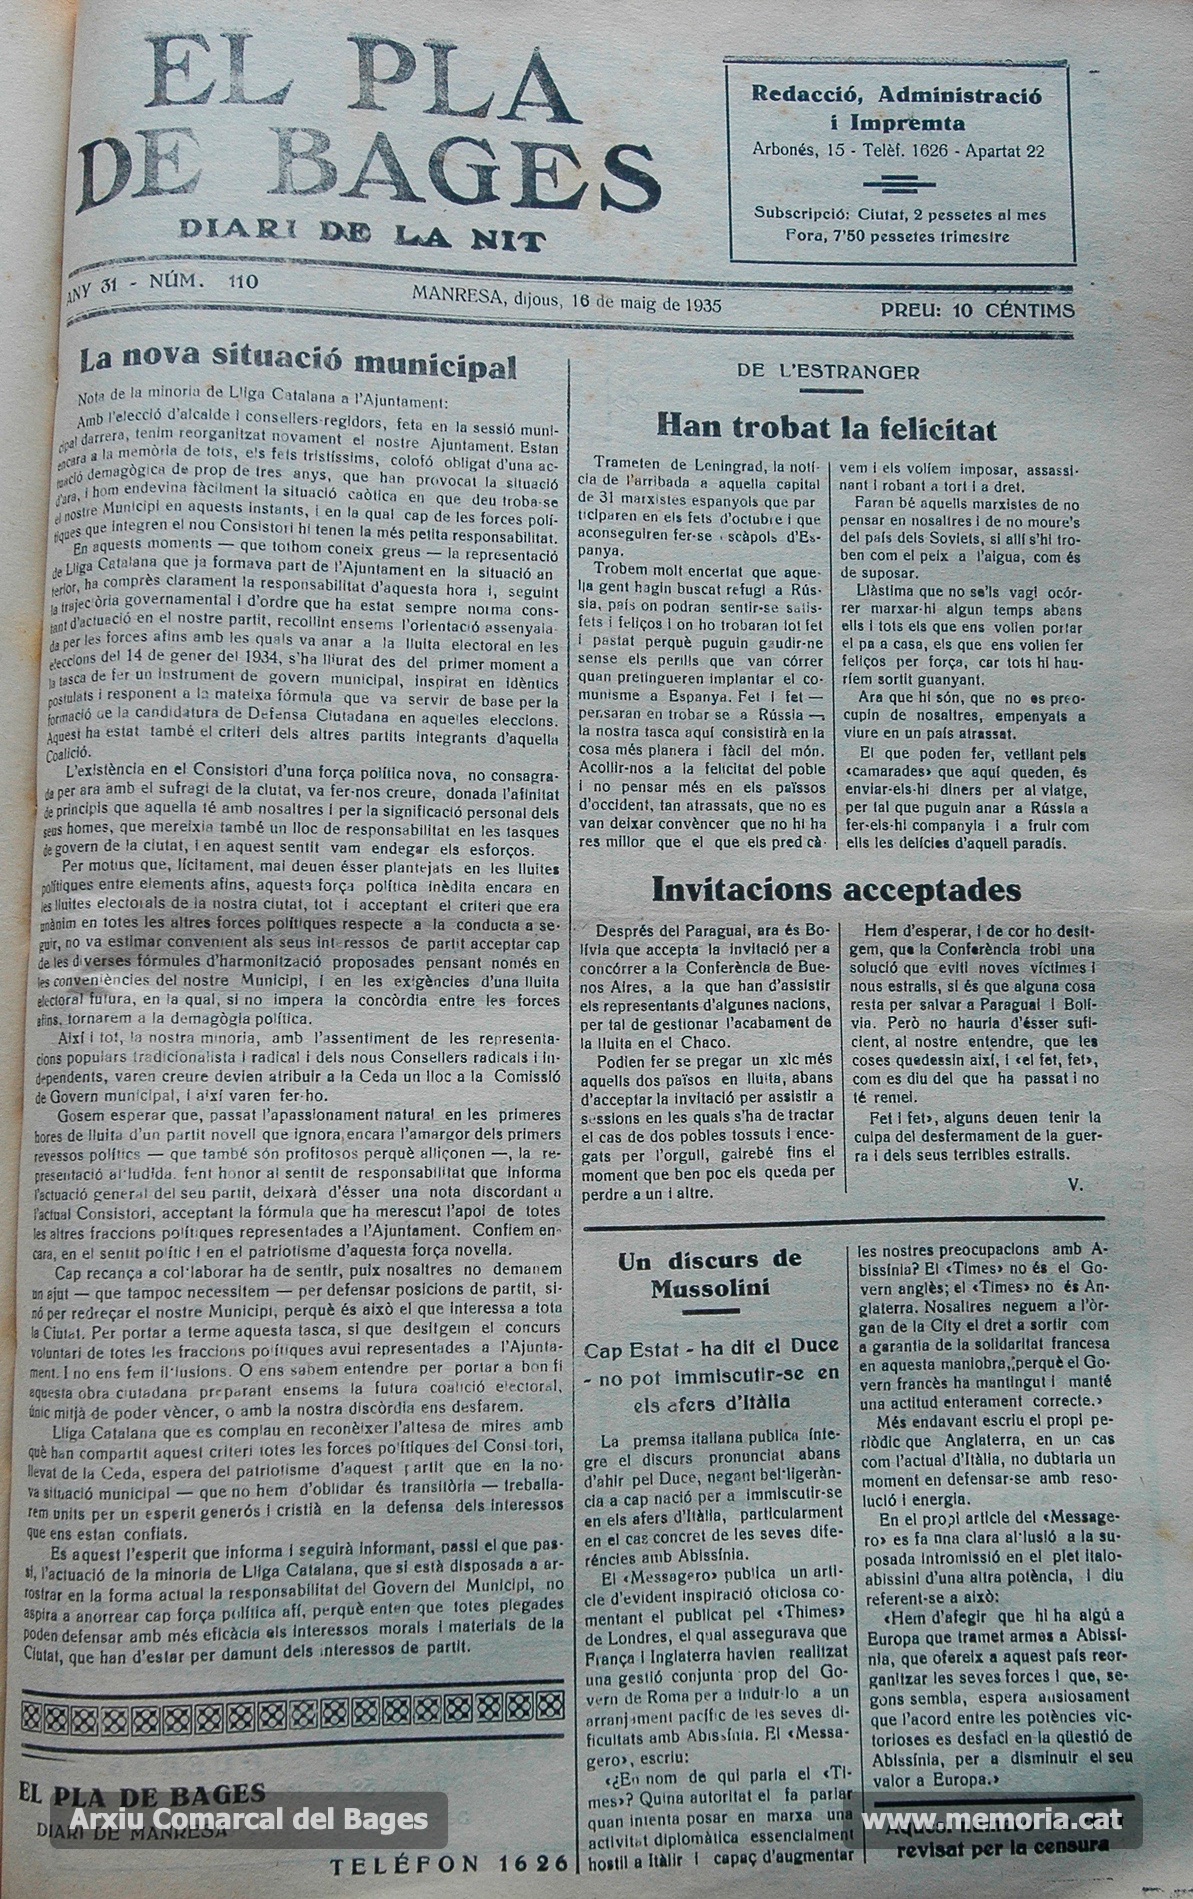 EL PLA
DE BAGES
DIARI DE LA NIT
Redacció, Administració
i Impremta
Arbonés, 15 - Telèf. 1626 - Apartat 22
Subscripció: Ciutat, 2 pessetes al mes
Fora, 7'50 pessetes trimestre
ANY 31 - NÚM. 110
MANRESA, dijous, 16 de maig de 1935
PREU: 10 CÉNTIMS
La nova situació municipal
Nota de la minoria de Lliga Catalana a l'Ajuntament:
Amb l'elecció d'alcalde i consellers-regidors, feta en la sessió muni-
cipal darrera, tenim reorganitzat novament el nostre Ajuntament. Estan
encara a la memòria de tots, els fets tristíssims, colofó obligat d'una ac-
tuació demagògica de prop de tres anys, que han provocat la situació
d'ara, i hom endevina fàcilment la situació caòtica en que deu troba-se
el nostre Municipi en aquests instants, i en la qual cap de les forces polí-
tiques que integren el nou Consistori hi tenen la més petita responsabilitat.
En aquests moments — que tothom coneix greus — la representació
de Lliga Catalana que ja formava part de l'Ajuntament en la situació an
terior, ha comprès clarament la responsabilitat d'aquesta hora i, seguint
la trajec òria governamental i d'ordre que ha estat sempre norma cons-
tant d'actuació en el nostre partit, recollint ensems l'orientació assenyala-
da per les forces afins amb les quals va anar a la lluita electoral en les
eleccions del 14 de gener del 1934, s'ha lliurat des del primer moment a
la tasca de fer un instrument de govern municipal, inspirat en idèntics
postulats i responent a la mateixa fórmula que va servir de base per la
formació de la candidatura de Defensa Ciutadana en aquelles eleccions.
Aquest ha estat també el criteri dels altres partits integrants d'aquella
Coalició.
L'existència en el Consistori d'una força política nova, no consagra-
da per ara amb el sufragi de la ciutat, va fer-nos creure, donada l'afinitat
de principis que aquella té amb nosaltres i per la significació personal dels
seus homes, que mereixia també un lloc de responsabilitat en les tasques
de govern de la ciutat, i en aquest sentit vam endegar els esforços.
Per motius que, lícitament, mai deuen ésser plantejats en les lluites
polítiques entre elements afins, aquesta força política inèdita encara en
les lluites electorals de la nostra ciutat, tot i acceptant el criteri que era
unànim en totes les altres forces polítiques respecte a la conducta a se-
guir, no va estimar convenient als seus int ressos de partit acceptar cap
de les diverses fórmules d'harmonització proposades pensant només en
les conveniències del nostre Municipi, i en les exigències d'una lluita
electoral futura, en la qual, si no impera la concòrdia entre les forces
afins, tornarem a la demagògia política.
Així i tot, la nostra minoria, amb l'assentiment de les representa-
cions populars tradicionalista i radical i dels nous Consellers radicals i in-
dependents, varen creure devien atribuir a la Ceda un lloc a la Comissió
de Govern municipal, i així varen fer-ho.
Gosem esperar que, passat l'apassionament natural en les primeres
hores de lluita d'un partit novell que ignora encara l'amargor dels primers
revessos polítics — que també són profitosos perquè alliçonen —, la re-
presentació al·ludida, fent honor al sentit de responsabilitat que informa
l'actuació general del seu partit, deixarà d'ésser una nota discordant a
l'actual Consistori, acceptant la fórmula que ha merescut l'apoi de totes
les altres fraccions polítiques representades a l'Ajuntament. Confiem en-
cara, en el sentit polític i en el patriotisme d'aquesta força novella.
Cap recança a col·laborar ha de sentir, puix nosaltres no demanem
un ajut — que tampoc necessitem — per defensar posicions de partit, si-
nó per redreçar el nostre Municipi, perquè és això el que interessa a tota
la Ciutat. Per portar a terme aquesta tasca, si que desitgem el concurs
voluntari de totes les fraccions polítiques avui representades a l'Ajunta-
ment. I no ens fem il·lusions. O ens sabem entendre per portar a bon fi
aquesta obra ciutadana preparant ensems la futura coalició electoral,
únic mitjà de poder vèncer, o amb la nostra discòrdia ens desfarem.
Lliga Catalana que es complau en reconèixer l'altesa de mires amb
què han compartit aquest criteri totes les forces polítiques del Consi tori,
llevat de la Ceda, espera del patriotisme d'aquest partit que en la no-
va situació municipal — que no hem d'oblidar és transitòria — treballa-
rem units per un esperit generós i cristià en la defensa dels interessos
que ens estan confiats.
Es aquest l'esperit que informa i seguirà informant, passi el que pas-
si, l'actuació de la minoria de Lliga Catalana, que si està disposada a ar-
rostrar en la forma actual la responsabilitat del Govern del Municipi, no
aspira a anorrear cap força política afí, perquè enten que totes plegades
poden defensar amb més eficàcia els interessos morals i materials de la
Ciutat, que han d'estar per damunt dels interessos de partit.
EL PLA DE BAGES
DIARI DE MANRESA
TELÉFON 1626
DE L'ESTRANGER
Han trobat la felicitat
Trameten de Leningrad, la notí-
cia de l'arribada a aquella capital
de 31 marxistes espanyols que par
ticiparen en els fets d'octubre i que
aconseguiren fer-se scàpols d'Es-
panya.
Trobem molt encertat que aque-
lla gent hagin buscat refugi a Rús-
sia, país on podran sentir-se satis-
fets i feliços i on ho trobaran tot fet
i pastat perquè puguin gaudir-ne
sense els perills que van córrer
quan pretingueren implantar el co-
munisme a Espanya. Fet i fet —
pensaran en trobar se a Rússia —,
la nostra tasca aquí consistirà en la
cosa més planera i fàcil del món.
Acollir-nos a la felicitat del poble
i no pensar més en els països
d'occident, tan atrassats, que no es
van deixar convèncer que no hi ha
res millor que el que els pred cà-
vem i els volíem imposar, assassi-
nant i robant a tort i a dret.
Faran bé aquells marxistes de no
pensar en nosaltres i de no moure's
del país dels Soviets, si allí s'hi tro-
ben com el peix a l'aigua, com és
de suposar.
Llàstima que no se'ls vagi ocór-
rer marxar-hi algun temps abans
ells i tots els que ens volien portar
el pa a casa, els que ens volien fer
feliços per força, car tots hi hau-
ríem sortit guanyant.
Ara que hi són, que no es preo-
cupin de nosaltres, empenyats a
viure en un país atrassat.
El que poden fer, vetllant pels
«camarades» que aquí queden, és
enviar-els-hi diners per al viatge,
per tal que puguin anar a Rússia a
fer-els-hi companyia i a fruir com
ells les delícies d'aquell paradís.
Invitacions acceptades
Després del Paraguai, ara és Bo-
lívia que accepta la invitació per a
concórrer a la Conferència de Bue-
nos Aires, a la que han d'assistir
els representants d'algunes nacions,
per tal de gestionar l'acabament de
la lluita en el Chaco.
Podien fer se pregar un xic més
aquells dos països en lluita, abans
d'acceptar la invitació per assistir a
sessions en les quals s'ha de tractar
el cas de dos pobles tossuts i ence-
gats per l'orgull, gairebé fins el
moment que ben poc els queda per
perdre a un i altre.
Hem d'esperar, i de cor ho desit-
gem, que la Conferència trobi una
solució que eviti noves víctimes i
nous estralls, si és que alguna cosa
resta per salvar a Paraguai i Bolí-
via. Però no hauria d'ésser sufi-
cient, al nostre entendre, que les
coses quedessin així, i «el fet, fet»,
com es diu del que ha passat i no
té remei.
Fet i fet», alguns deuen tenir la
culpa del desfermament de la guer-
ra i dels seus terribles estralls.
V.
Un discurs de
Mussolini
Cap Estat - ha dit el Duce
- no pot immiscutir-se en
els afers d'Itàlia
La premsa italiana publica ínte-
gre el discurs pronunciat abans
d'ahir pel Duce, negant bel·ligeràn-
cia a cap nació per a immiscutir-se
en els afers d'Itàlia, particularment
en el cas concret de les seves dife-
réncies amb Abissínia.
El «Messagero» publica un arti-
cle d'evident inspiració oficiosa co-
mentant el publicat pel «Thimes»
de Londres, el qual assegurava que
França i Inglaterra havien realitzat
una gestió conjunta prop del Go-
vern de Roma per a induir-lo a un
arranjament pacífic de les seves di-
ficultats amb Abissínia. El «Messa-
gero», escriu:
«¿En nom de qui parla el «Ti-
mes»? Quina autoritat el fa parlar
quan intenta posar en marxa una
activitat diplomàtica essencialment
hostil a Itàlir i capaç d'augmentar
les nostres preocupacions amb A-
bissínia? El «Times» no és el Go-
vern anglès; el «Times» no és An-
glaterra. Nosaltres neguem a l'òr-
gan de la City el dret a sortir com
a garantia de la solidaritat francesa
en aquesta maniobra, perquè el Go-
vern francès ha mantingut i manté
una actitud enterament correcte.»
Més endavant escriu el propi pe-
riòdic que Anglaterra, en un cas
com l'actual d'Itàlia, no dubtaria un
moment en defensar-se amb reso-
lució i energia.
En el propi article del «Message-
ro» es fa nna clara al·lusió a la su-
posada intromissió en el plet italo-
abissini d'una altra potència, i diu
referent-se a això:
«Hem d'afegir que hi ha algú a
Europa que tramet armes a Abissí-
nia, que ofereix a aquest país reor-
ganitzar les seves forces i que, se-
gons sembla, espera ansiosament
que l'acord entre les potències vic-
torioses es desfaci en la qüestió de
Abissínia, per a disminuir el seu
valor a Europa.»
Aquest número
revisat per la censura
Arxiu Comarcal del Bages
www.memoria.cat